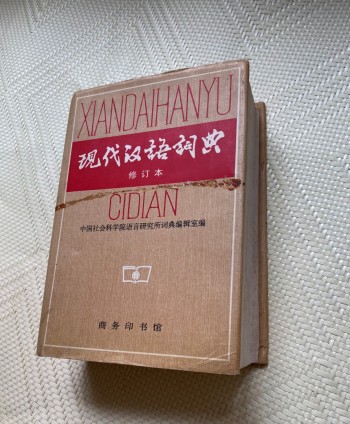 XIANDAIHANYU
现代汉语词典
修订本
CIDIAN
中国社会科学院语言研究所词典编辑室编
商务印书馆